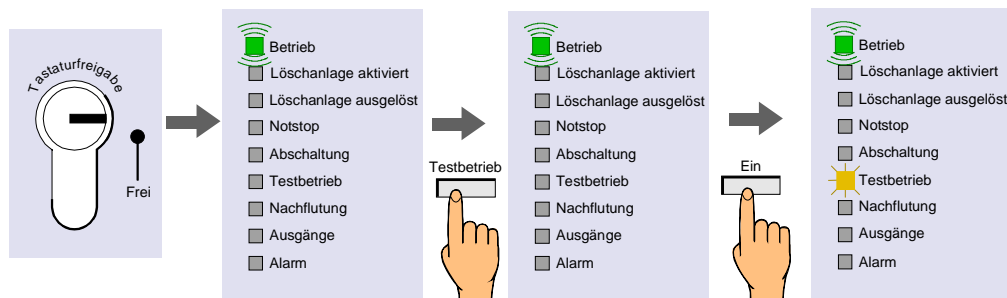 Tastaturfreigabe
Frei
Betrieb
Löschanlage aktiviert
Löschanlage ausgelöst
Notstop
Abschaltung
Testbetrieb
Nachflutung
Ausgänge
Alarm
Testbetrieb
Betrieb
Löschanlage aktiviert
Löschanlage ausgelöst
Notstop
Abschaltung
Testbetrieb
Nachflutung
Ausgänge
Alarm
Ein
Betrieb
Löschanlage aktiviert
Löschanlage ausgelöst
Notstop
Abschaltung
Testbetrieb
Nachflutung
Ausgänge
Alarm